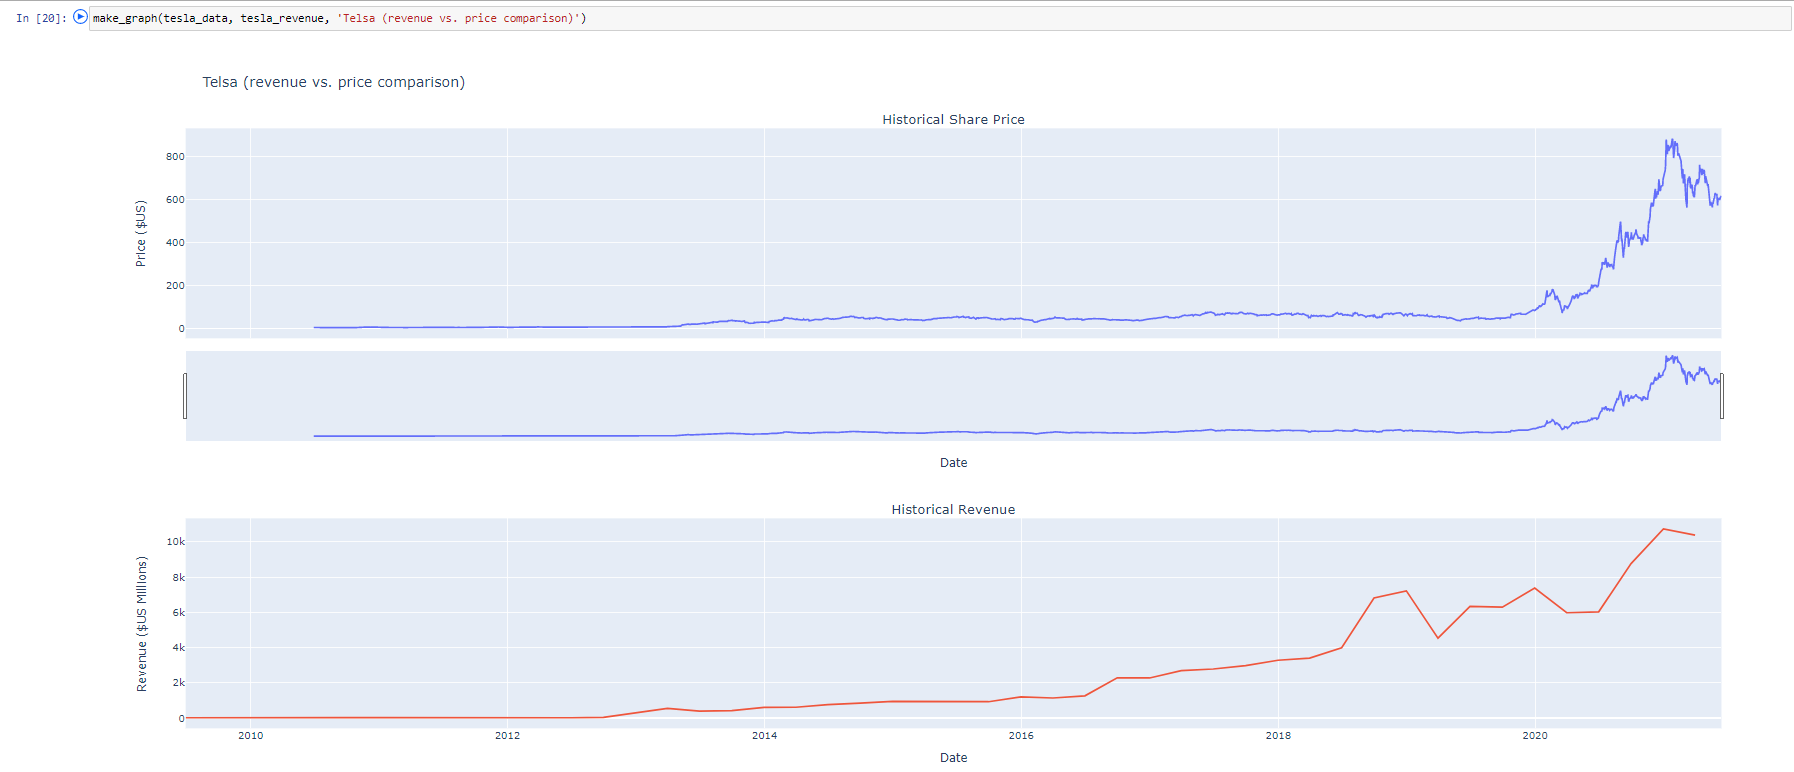 In [20]: make_graph(tesla_data, tesla_revenue, 'Telsa (revenue vs. price comparison)')
Telsa (revenue vs. price comparison)
Historical Share Price
Price ($US)
800
600
400
200
0
Date
Historical Revenue
Revenue ($US Millions)
10k
8k
6k
4k
2k
0
2010 2012 2014 2016 2018 2020
Date